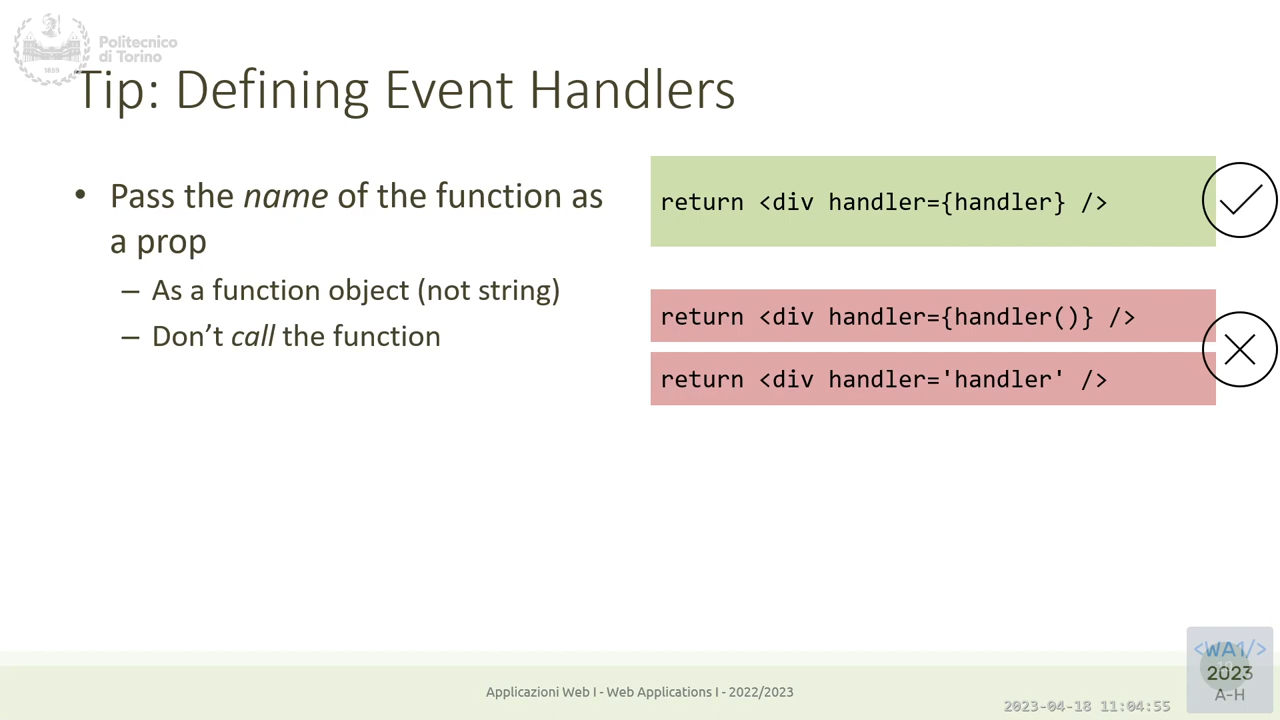 Politecnico
di Torino
1859
Tip: Defining Event Handlers
• Pass the name of the function as
a prop
– As a function object (not string)
– Don’t call the function
return <div handler={handler} />
return <div handler={handler()} />
return <div handler='handler' />
Applicazioni Web I - Web Applications I - 2022/2023
<WA1/>
2023
A-H
2023-04-18 11:04:55